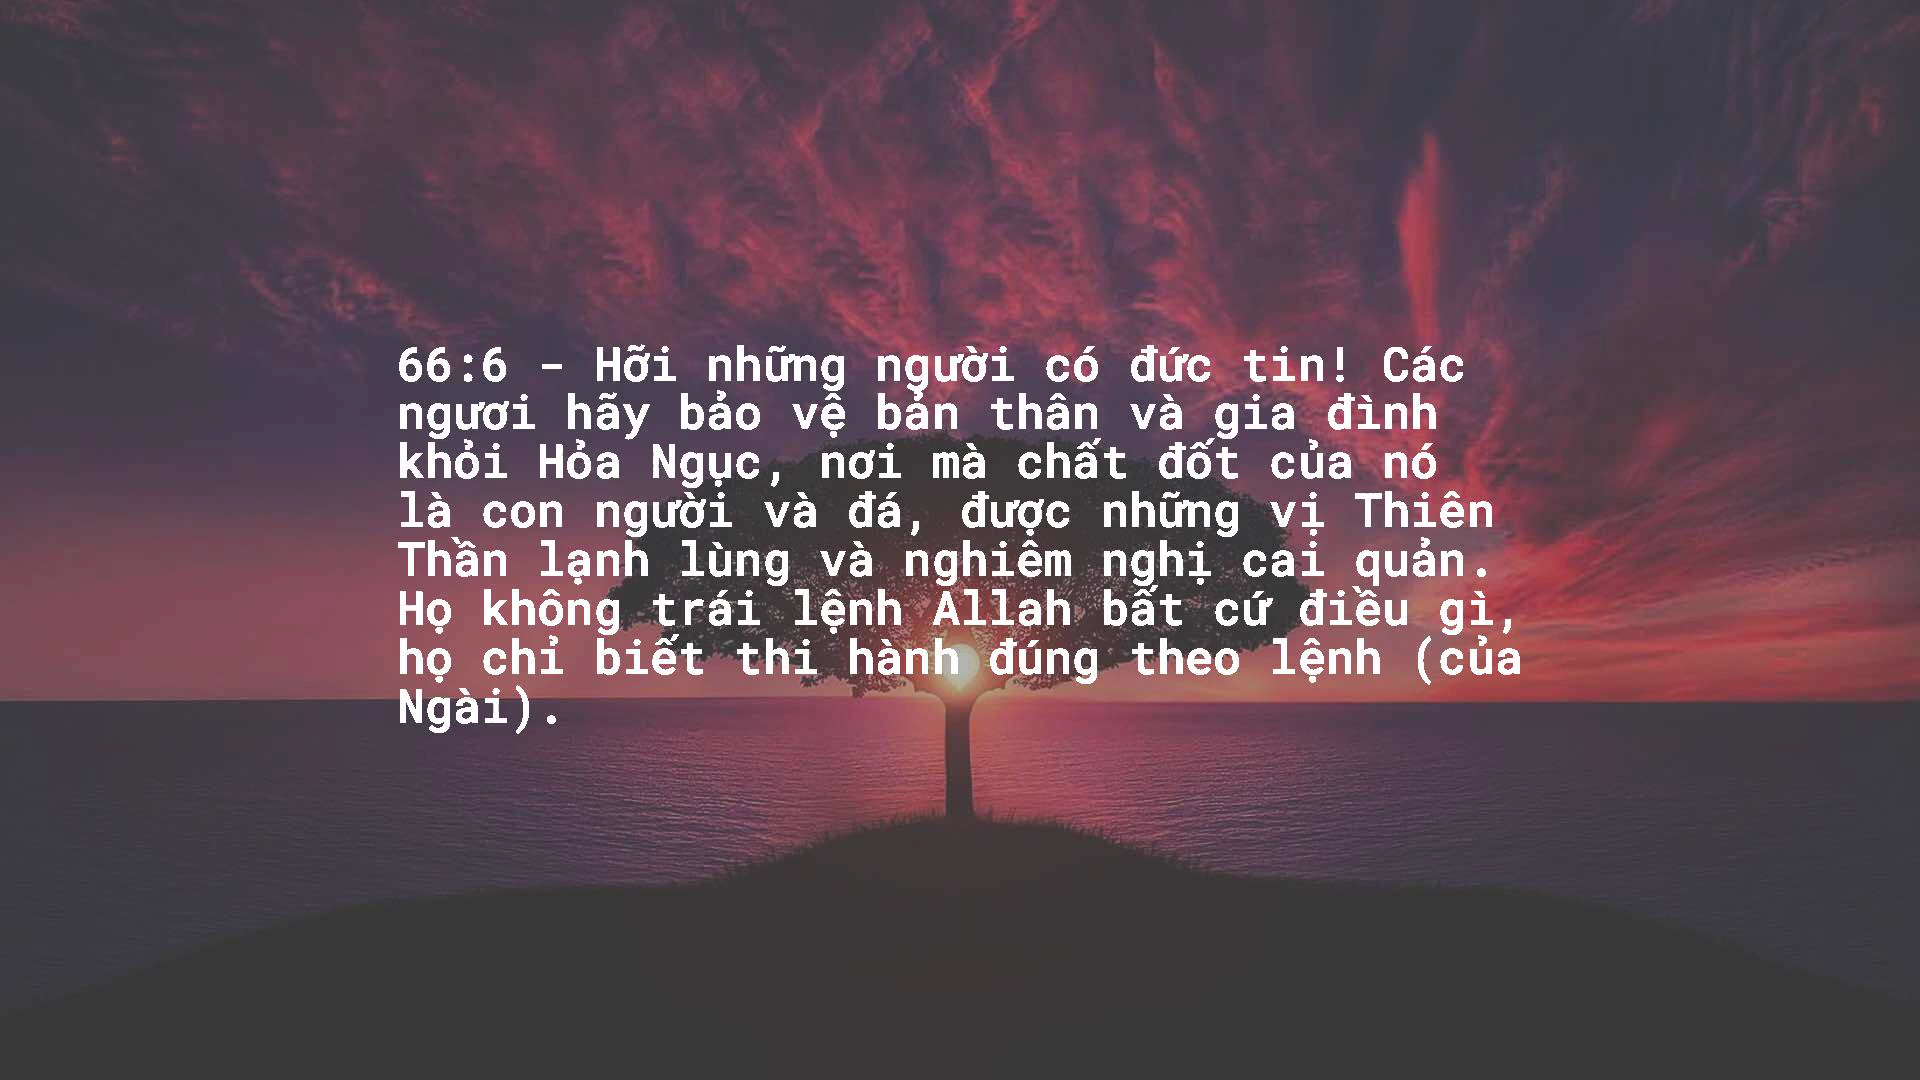 66:6 - Hỡi những người có đức tin! Các
ngươi hãy bảo vệ bản thân và gia đình
khỏi Hỏa Ngục, nơi mà chất đốt của nó
là con người và đá, được những vị Thiên
Thần lạnh lùng và nghiêm nghị cai quản.
Họ không trái lệnh Allah bất cứ điều gì,
họ chỉ biết thi hành đúng theo lệnh (của
Ngài).